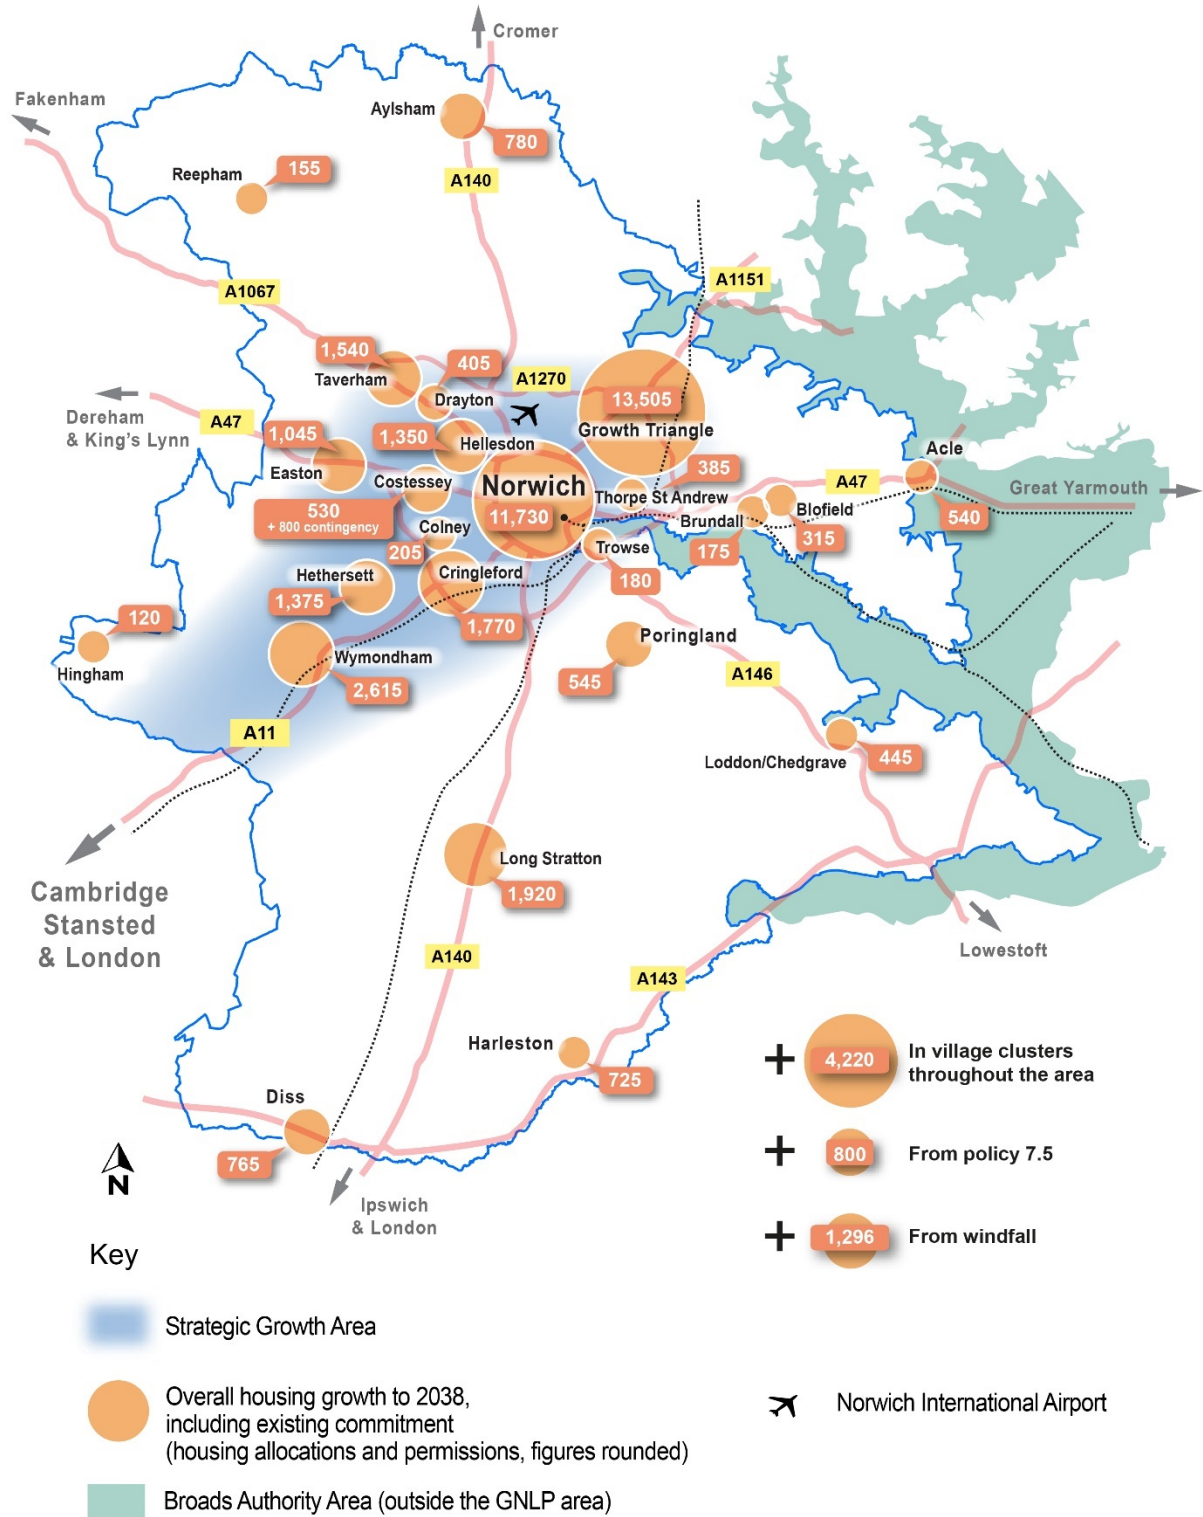 Cromer
Fakenham
Aylsham
780
Reepham
155
A140
A1067
A1151
1,540
Taverham
405
Drayton
A1270
13,505
Growth Triangle
Dereham
& King's Lynn
A47
1,045
Easton
1,350
Hellesdon
Costessey
530
+ 800 contingency
Norwich
11,730
385
Thorpe St Andrew
A47
Acle
540
Great Yarmouth
Brundall
175
Blofield
315
Colney
205
Trowse
180
Hethersett
1,375
Cringleford
1,770
120
Hingham
Wymondham
2,615
Poringland
545
A146
A11
Loddon/Chedgrave
445
Cambridge
Stansted
& London
Long Stratton
1,920
A140
Lowestoft
A143
Harleston
725
Diss
765
N
Ipswich
& London
+ 4,220 In village clusters
throughout the area
+ 800 From policy 7.5
+ 1,296 From windfall
Key
Strategic Growth Area
Overall housing growth to 2038,
including existing commitment
(housing allocations and permissions, figures rounded)
Norwich International Airport
Broads Authority Area (outside the GNLP area)